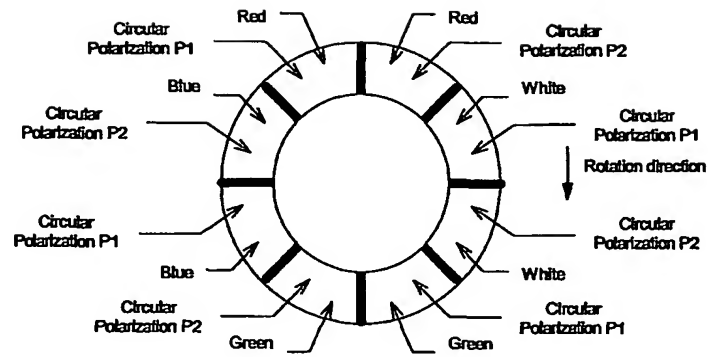 Red
Red
Circular
Polarization P1
Circular
Polarization P2
Blue
White
Circular
Polarization P2
Circular
Polarization P1
Rotation direction
Circular
Polarization P1
Circular
Polarization P2
Blue
White
Circular
Polarization P2
Circular
Polarization P1
Green
Green